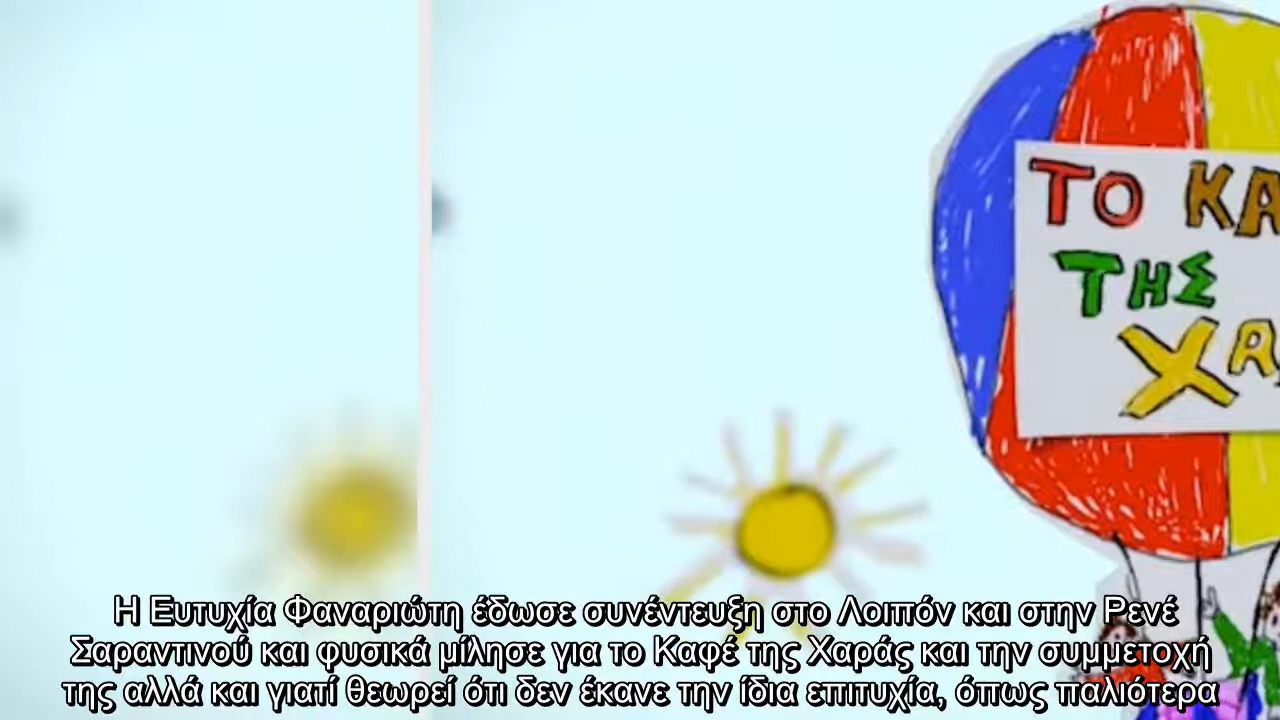 ΤΟ ΚΑ
ΤΗΣ
Χα
Η Ευτυχία Φαναριώτη έδωσε συνέντευξη στο Λοιπόν και στην Ρενέ
Σαραντινού και φυσικά μίλησε για το Καφέ της Χαράς και την συμμετοχή
της αλλά και γιατί θεωρεί ότι δεν έκανε την ίδια επιτυχία, όπως παλιότερα